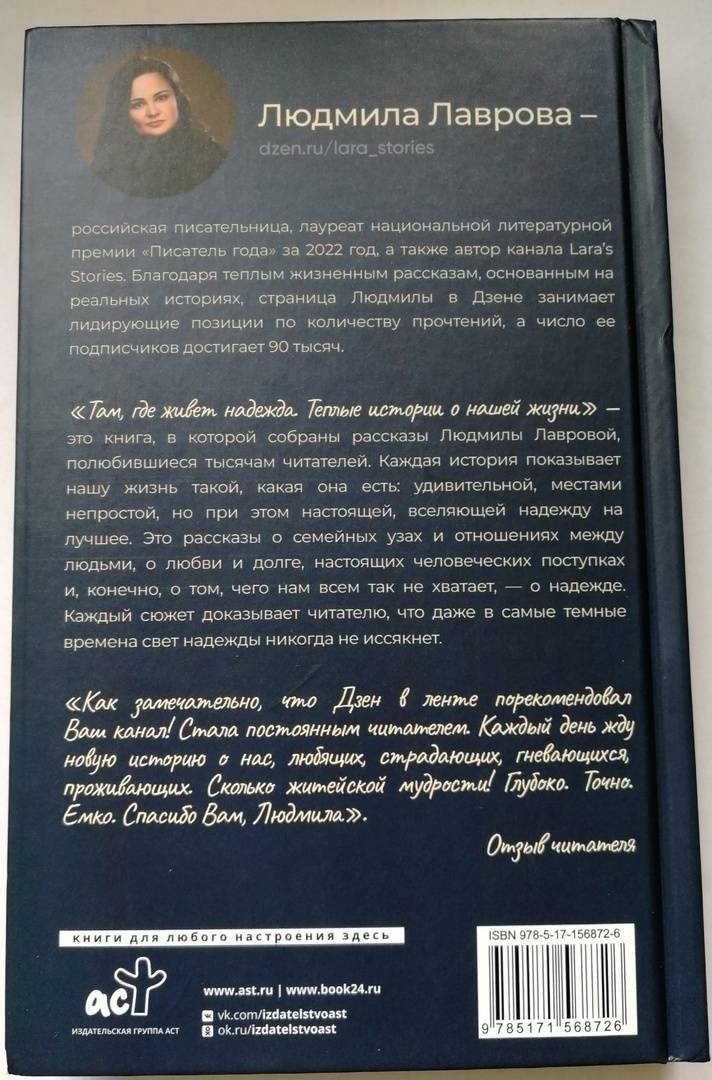 Людмила Лаврова –
dzen.ru/lara_stories
российская писательница, лауреат национальной литературной
премии «Писатель года» за 2022 год, а также автор канала Lara's
Stories. Благодаря теплым жизненным рассказам, основанным на
реальных историях, страница Людмилы в Дзене занимает
лидирующие позиции по количеству прочтений, а число ее
подписчиков достигает 90 тысяч.
«Там, где живет надежда. Теплые истории о нашей жизни» —
это книга, в которой собраны рассказы Людмилы Лавровой,
полюбившиеся тысячам читателей. Каждая история показывает
нашу жизнь такой, какая она есть: удивительной, местами
непростой, но при этом настоящей, вселяющей надежду на
лучшее. Это рассказы о семейных узах и отношениях между
людьми, о любви и долге, настоящих человеческих поступках
и, конечно, о том, чего нам всем так не хватает, — о надежде.
Каждый сюжет доказывает читателю, что даже в самые темные
времена свет надежды никогда не иссякнет.
«Как замечательно, что Дзен в ленте порекомендовал
Ваш канал! Стала постоянным читателем. Каждый день жду
новую историю о нас, любящих, страдающих, гневающихся,
проживающих. Сколько житейской мудрости! Глубоко. Точно.
Емко. Спасибо Вам, Людмила».
Отзыв читателя
книги для любого настроения здесь
аст
ИЗДАТЕЛЬСКАЯ ГРУППА АСТ
www.ast.ru | www.book24.ru
vk.com/izdatelstvoast
ok.ru/izdatelstvoast
ISBN 978-5-17-156872-6
9 785171 568726